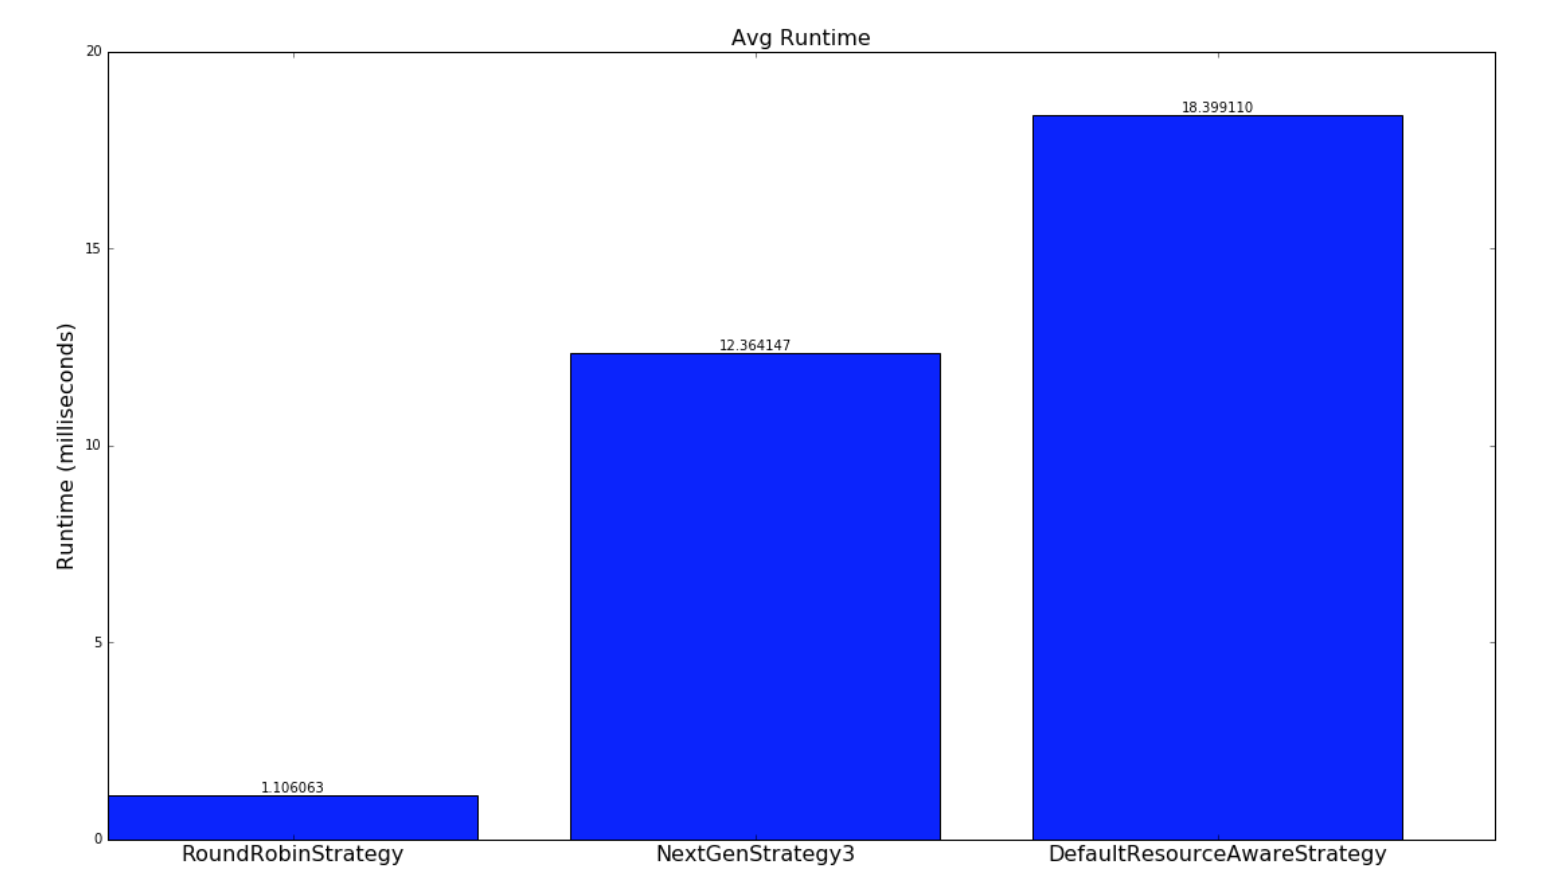 Avg Runtime
20
18.399110
15
12.364147
Runtime (milliseconds)
10
5
1.106063
0
RoundRobinStrategy
NextGenStrategy3
DefaultResourceAwareStrategy